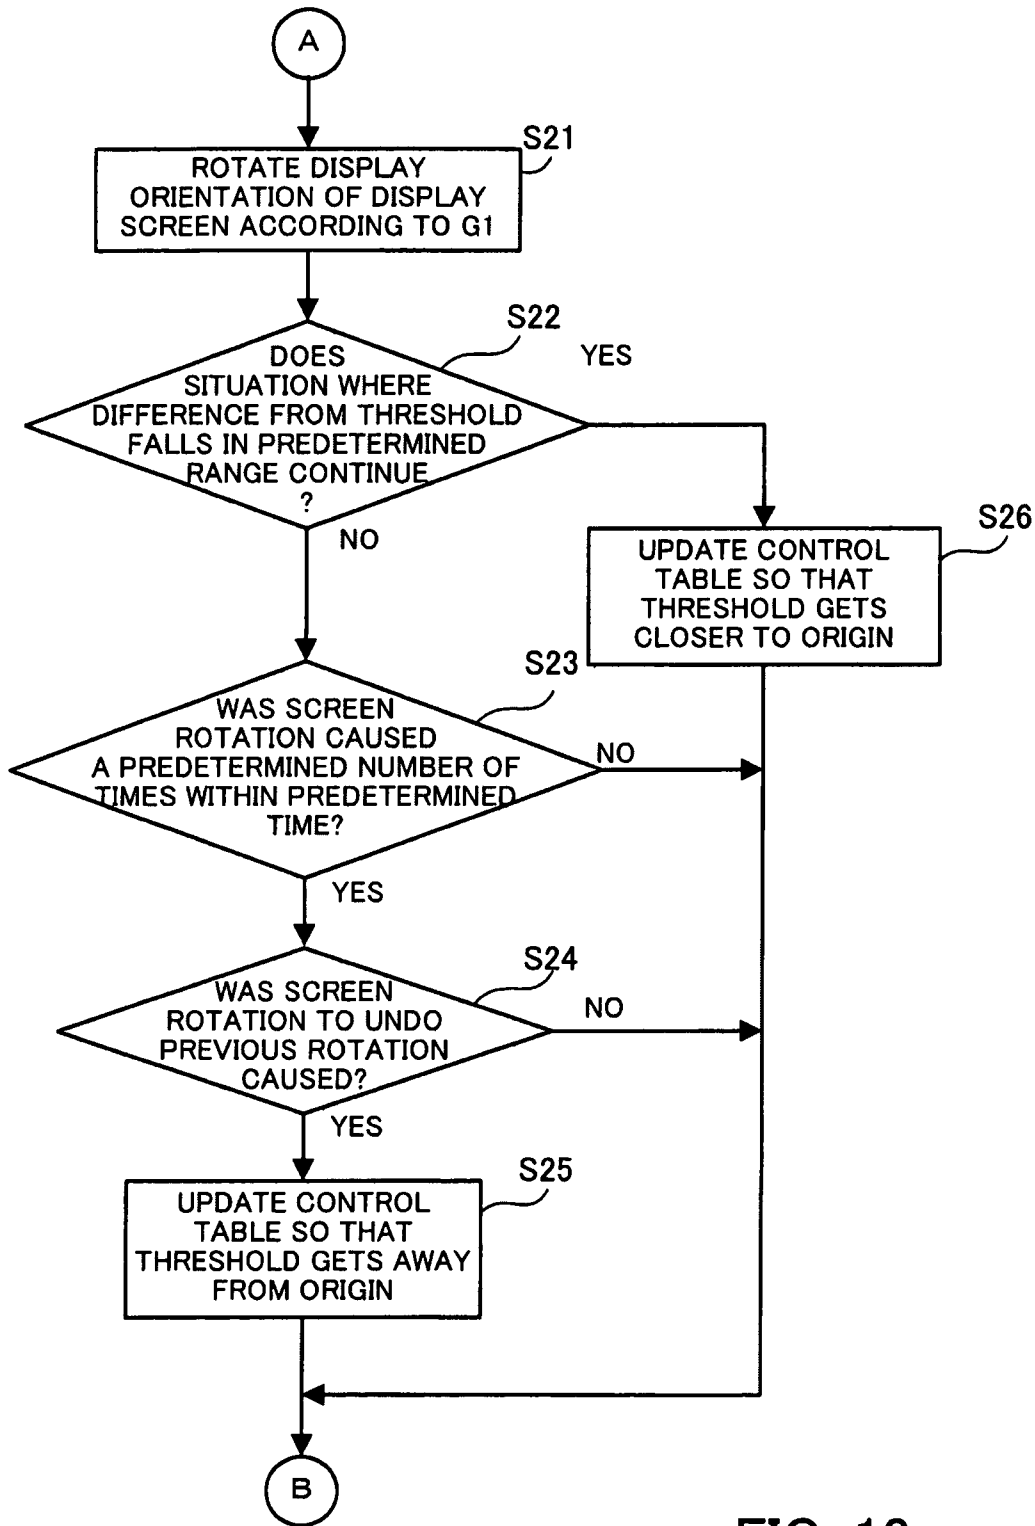 A
S21
ROTATE DISPLAY
ORIENTATION OF DISPLAY
SCREEN ACCORDING TO G1
S22
YES
DOES
SITUATION WHERE
DIFFERENCE FROM THRESHOLD
FALLS IN PREDETERMINED
RANGE CONTINUE
?
NO
S26
UPDATE CONTROL
TABLE SO THAT
THRESHOLD GETS
CLOSER TO ORIGIN
S23
WAS SCREEN
ROTATION CAUSED
A PREDETERMINED NUMBER OF
TIMES WITHIN PREDETERMINED
TIME?
NO
YES
S24
WAS SCREEN
ROTATION TO UNDO
PREVIOUS ROTATION
CAUSED?
NO
YES
S25
UPDATE CONTROL
TABLE SO THAT
THRESHOLD GETS AWAY
FROM ORIGIN
B